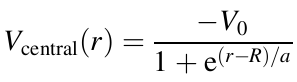 V_central(r) = -V_0 / (1 + e^{(r-R)/a})